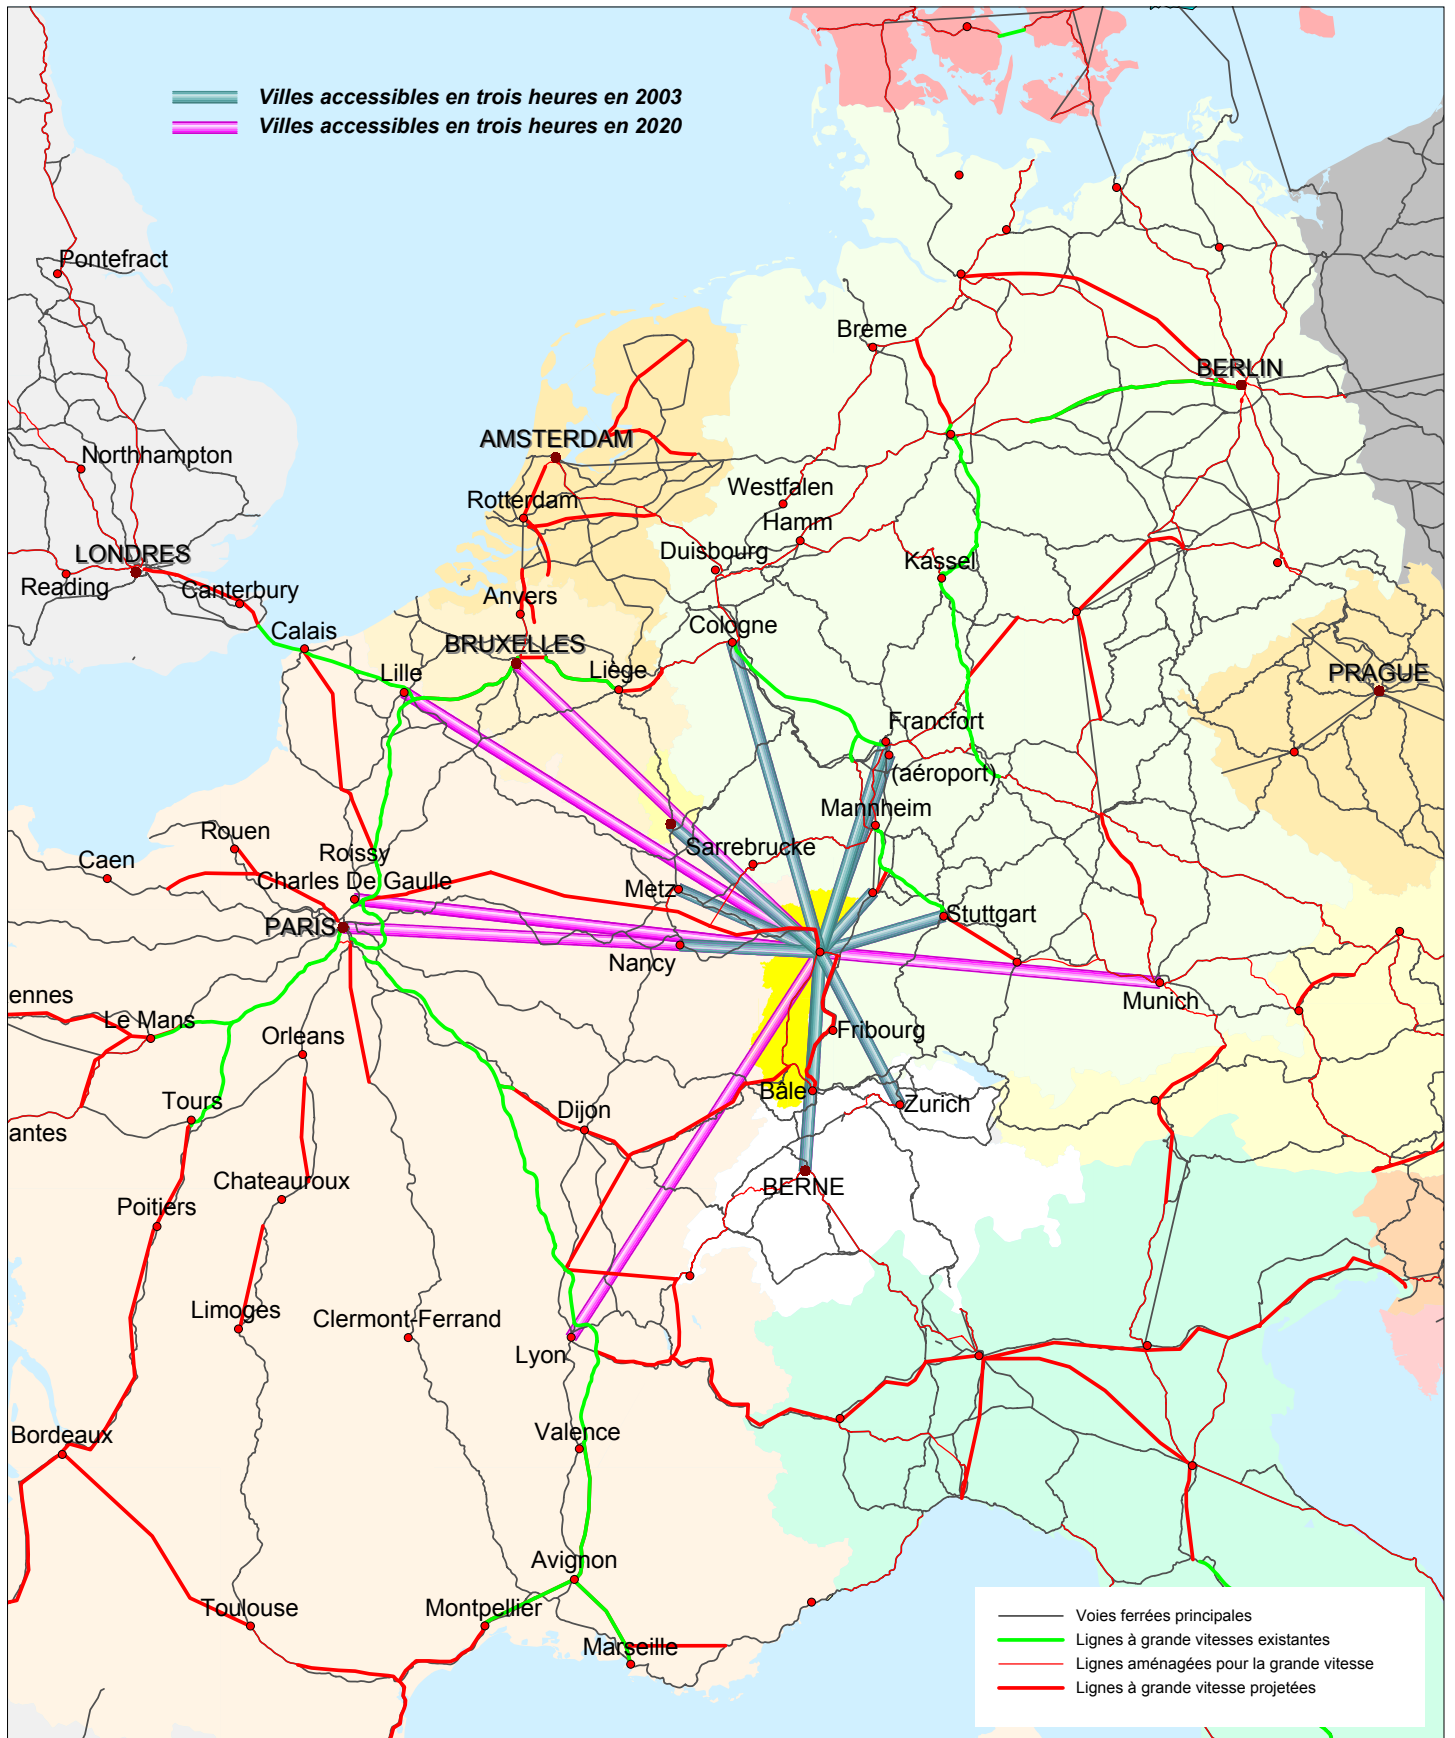 Villes accessibles en trois heures en 2003
Villes accessibles en trois heures en 2020
Pontefract
Breme
BERLIN
AMSTERDAM
Northhampton
Westfalen
Rotterdam
Hamm
LONDRES
Duisbourg
Kassel
Reading
Canterbury
Anvers
Calais
Cologne
BRUXELLES
Lille
Liège
PRAGUE
Francfort
(aéroport)
Mannheim
Rouen
Roissy
Sarrebrucke
Caen
Charles De Gaulle
Metz
Stuttgart
PARIS
Nancy
ennes
Munich
Le Mans
Orleans
Fribourg
Bâle
Tours
Dijon
Zurich
antes
Chateauroux
BERNE
Poitiers
Limoges
Clermont-Ferrand
Lyon
Bordeaux
Valence
Avignon
Toulouse
Montpellier
Marseille
Voies ferrées principales
Lignes à grande vitesses existantes
Lignes aménagées pour la grande vitesse
Lignes à grande vitesse projetées